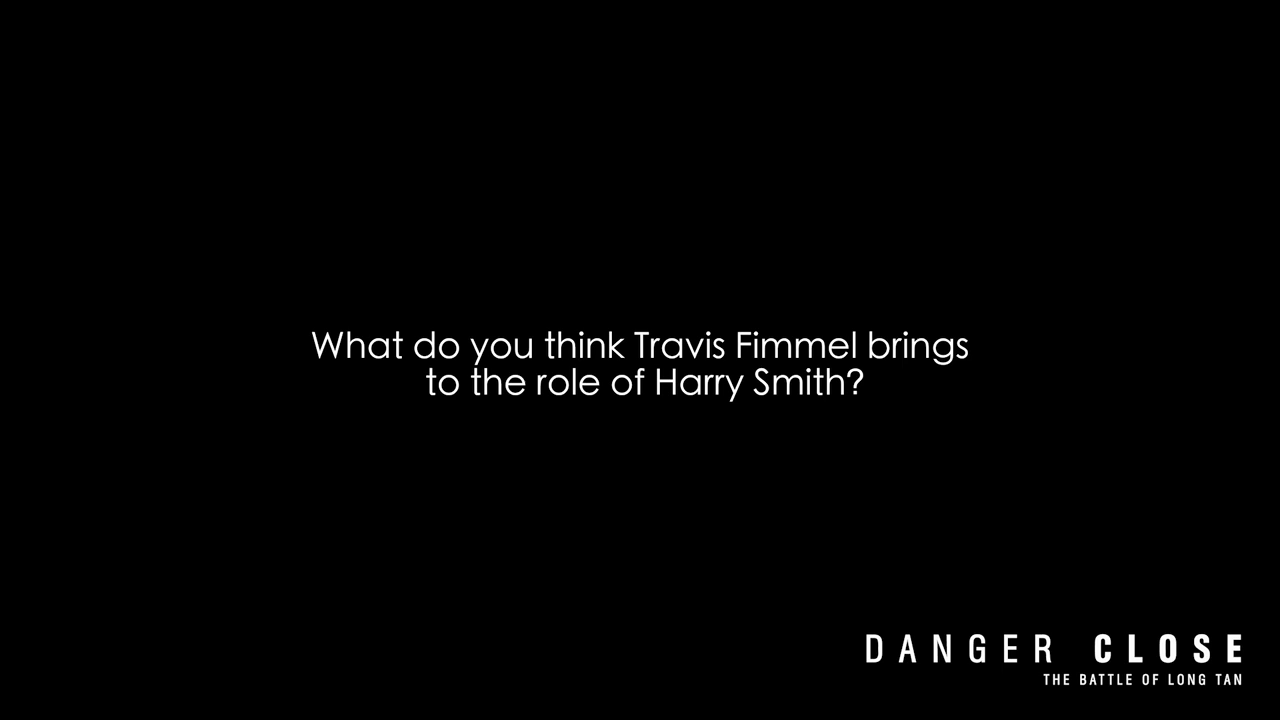 What do you think Travis Fimmel brings
to the role of Harry Smith?
DANGER CLOSE
THE BATTLE OF LONG TAN